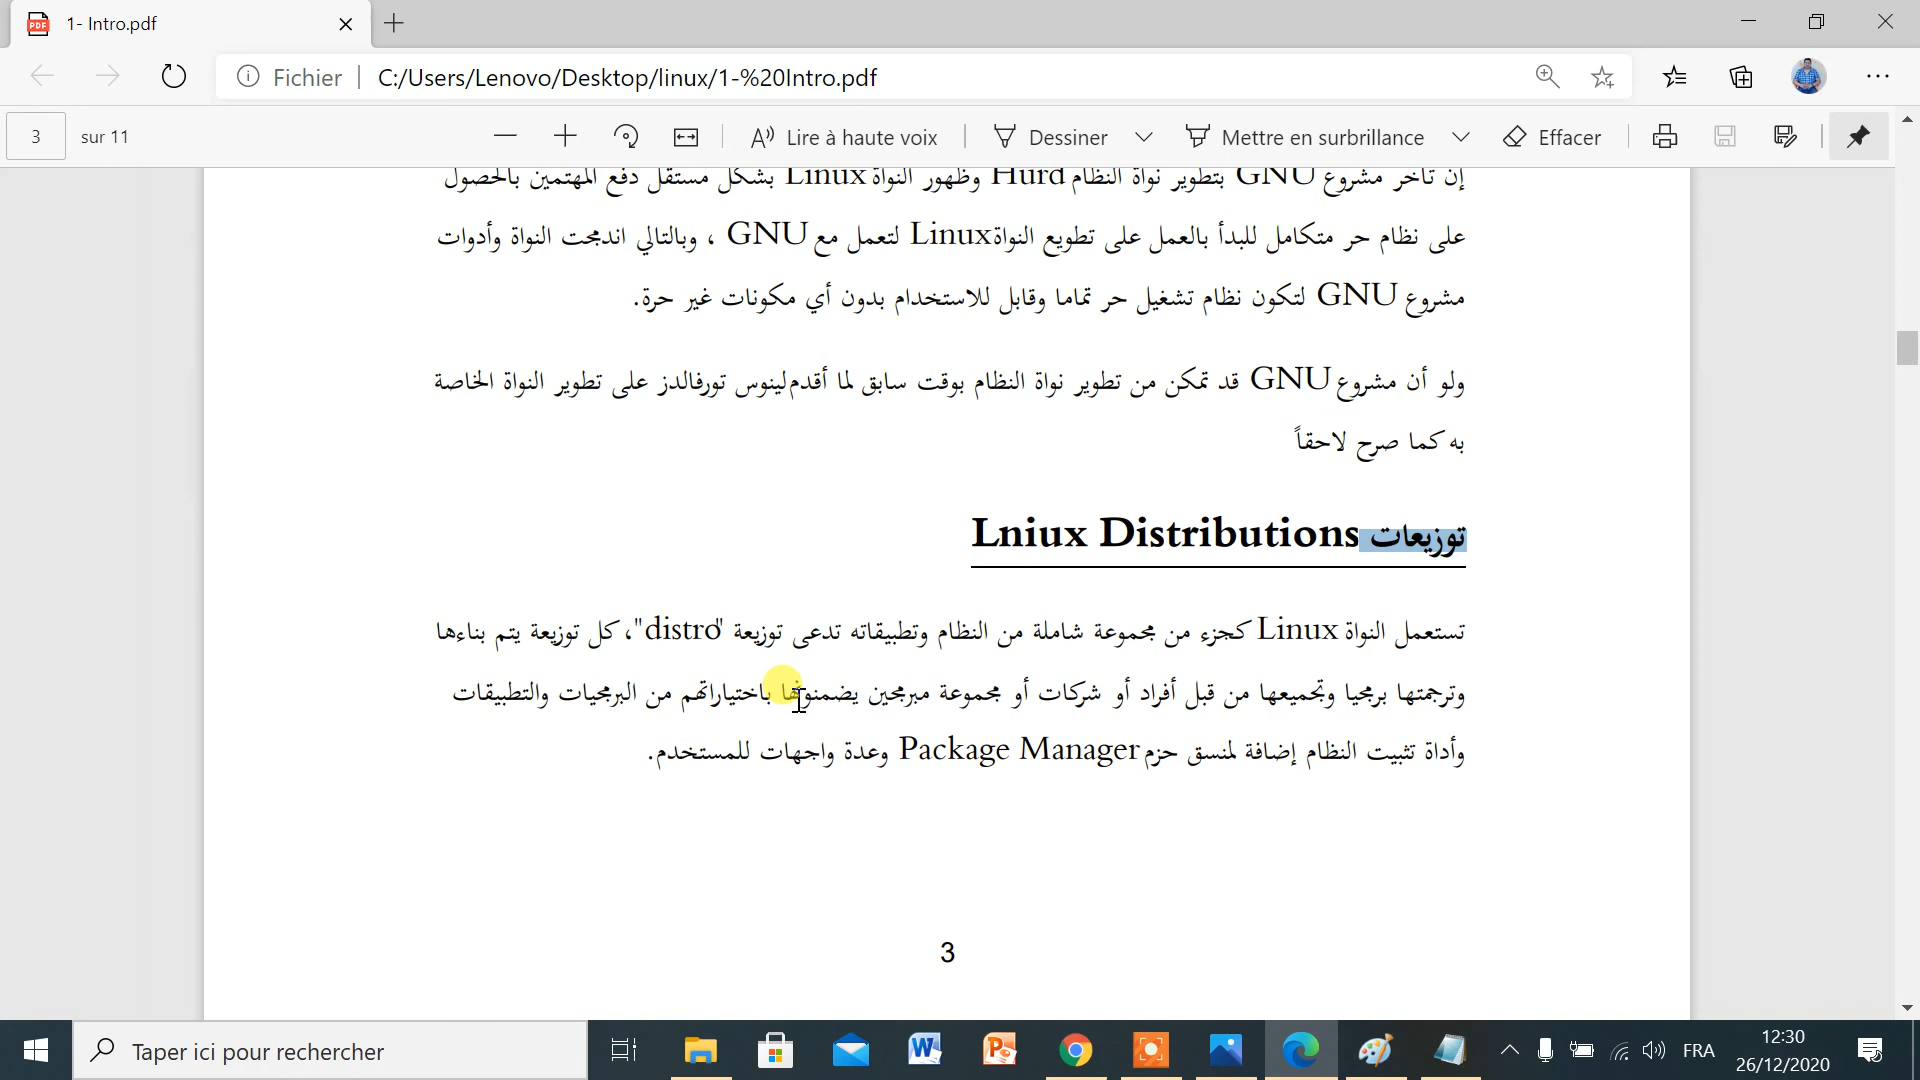 1- Intro.pdf
Fichier
C:/Users/Lenovo/Desktop/linux/1-%20Intro.pdf
3 sur 11
Lire à haute voix
Dessiner
Mettre en surbrillance
Effacer
إن تأخر مشروع GNU بتطوير نواة النظام Hurd وظهور النواة Linux بشكل مستقل دفع المهتمين بالحصول
على نظام حر متكامل للبدأ بالعمل على تطويع النواة Linux لتعمل مع GNU ، وبالتالي اندمجت النواة وأدوات
مشروع GNU لتكون نظام تشغيل حر تماما وقابل للاستخدام بدون أي مكونات غير حرة.
ولو أن مشروع GNU قد تمكن من تطوير نواة النظام بوقت سابق لما أقدم لينوس تورفالدز على تطوير النواة الخاصة
به كما صرح لاحقاً
توزيعات Lniux Distributions
تستعمل النواة Linux كجزء من مجموعة شاملة من النظام وتطبيقاته تدعى توزيعة "distro"، كل توزيعة يتم بناءها
وترجمتها برمجيا وتجميعها من قبل أفراد أو شركات أو مجموعة مبرمجين يضمنونها باختياراتهم من البرمجيات والتطبيقات
وأداة تثبيت النظام إضافة لمنسق حزم Package Manager وعدة واجهات للمستخدم.
3
Taper ici pour rechercher
FRA
12:30
26/12/2020